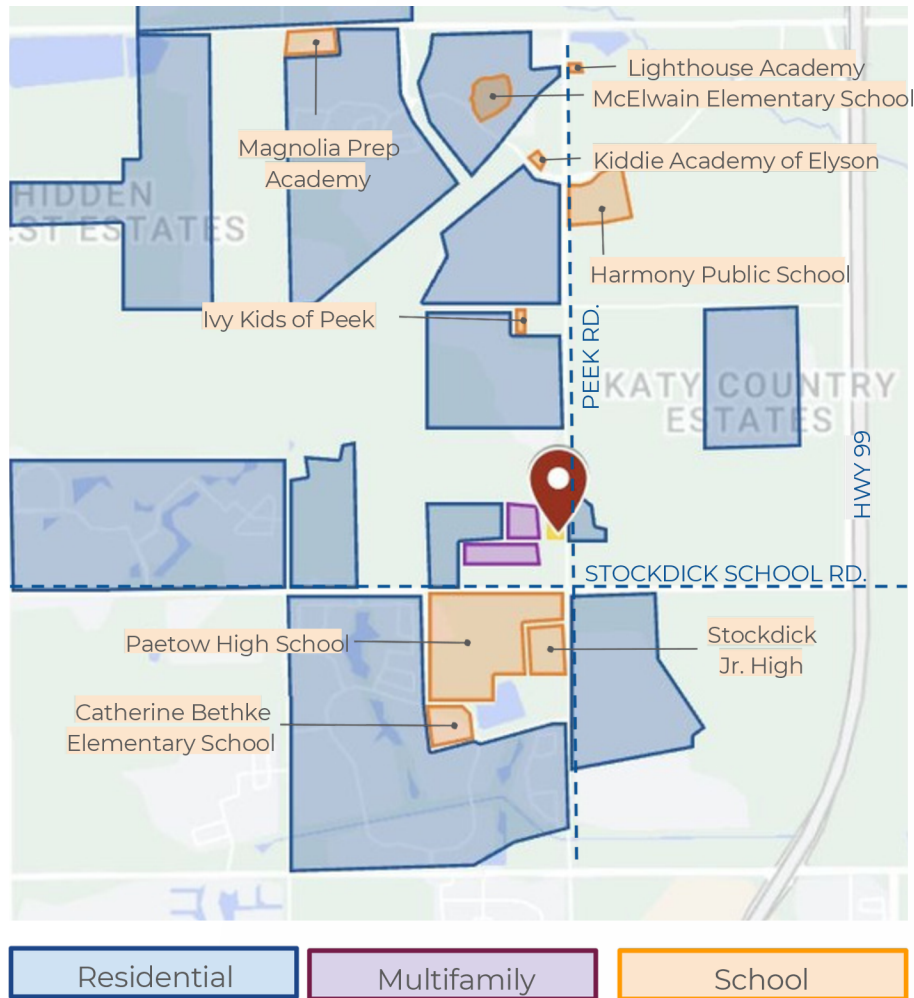 Lighthouse Academy
McElwain Elementary School
Magnolia Prep
Academy
Kiddie Academy of Elyson
HIDDEN
ST ESTATES
Harmony Public School
Ivy Kids of Peek
PEEK RD.
KATY COUNTRY
ESTATES
HWY 99
STOCKDICK SCHOOL RD.
Paetow High School
Stockdick
Jr. High
Catherine Bethke
Elementary School
Residential
Multifamily
School